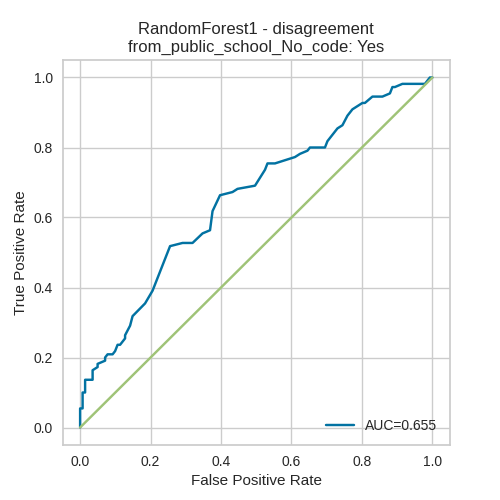 RandomForest1 - disagreement
from_public_school_No_code: Yes
True Positive Rate
1.0
0.8
0.6
0.4
0.2
0.0
AUC=0.655
0.0 0.2 0.4 0.6 0.8 1.0
False Positive Rate